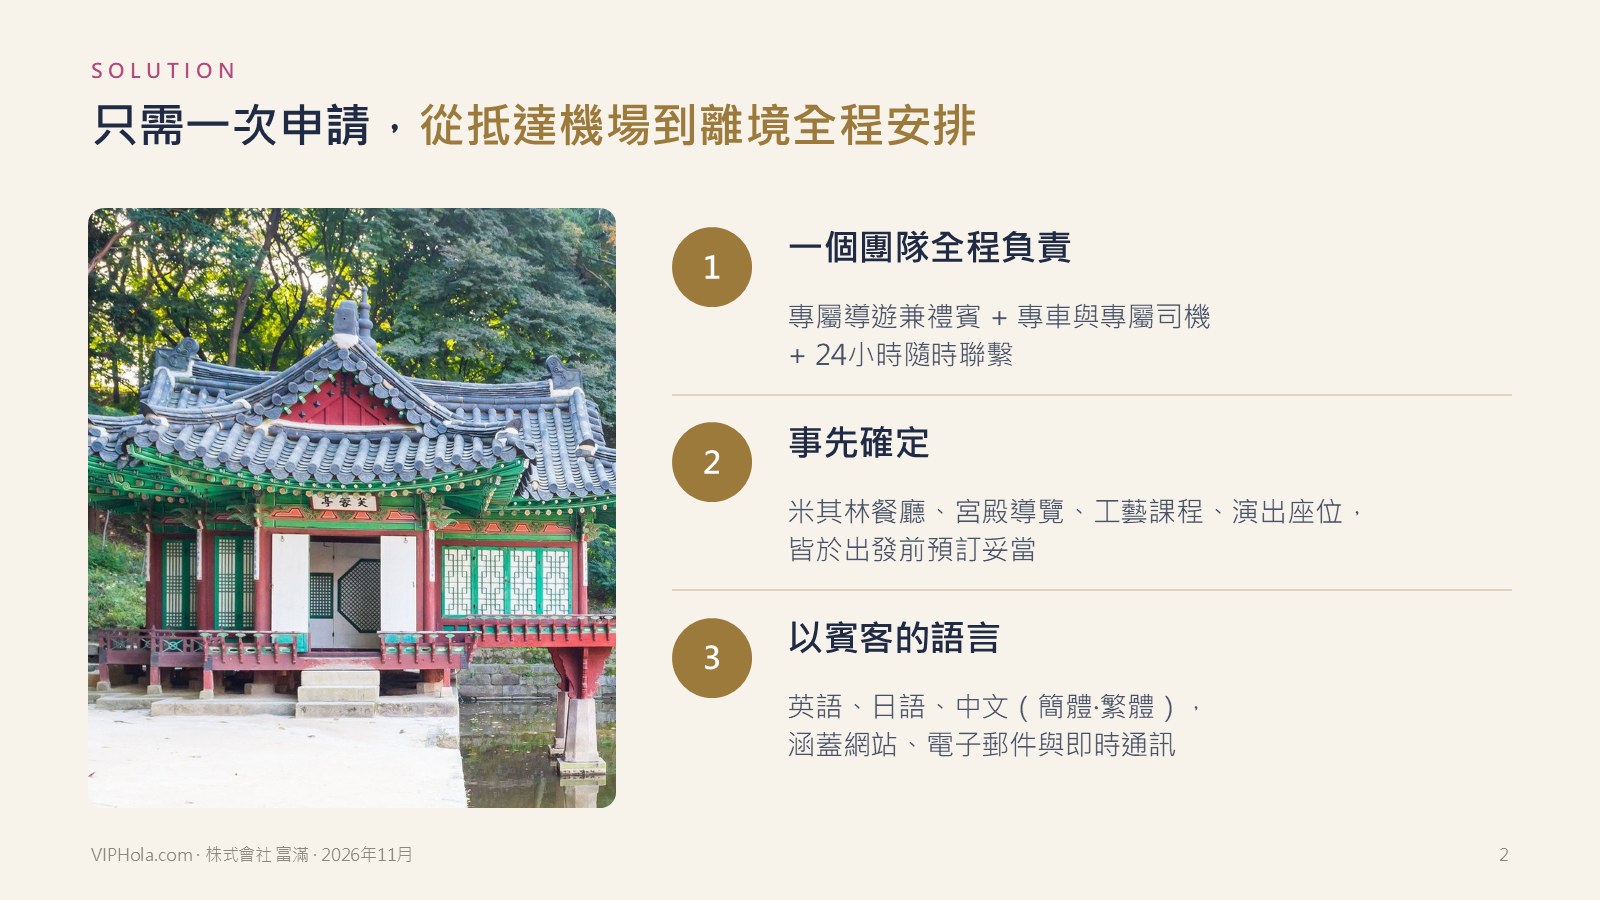 SOLUTION
只需一次申請，從抵達機場到離境全程安排
芙蓉亭
1
一個團隊全程負責
專屬導遊兼禮賓 + 專車與專屬司機
+ 24小時隨時聯繫
2
事先確定
米其林餐廳、宮殿導覽、工藝課程、演出座位，
皆於出發前預訂妥當
3
以賓客的語言
英語、日語、中文（簡體·繁體），
涵蓋網站、電子郵件與即時通訊
VIPHola.com · 株式會社 富滿 · 2026年11月
2